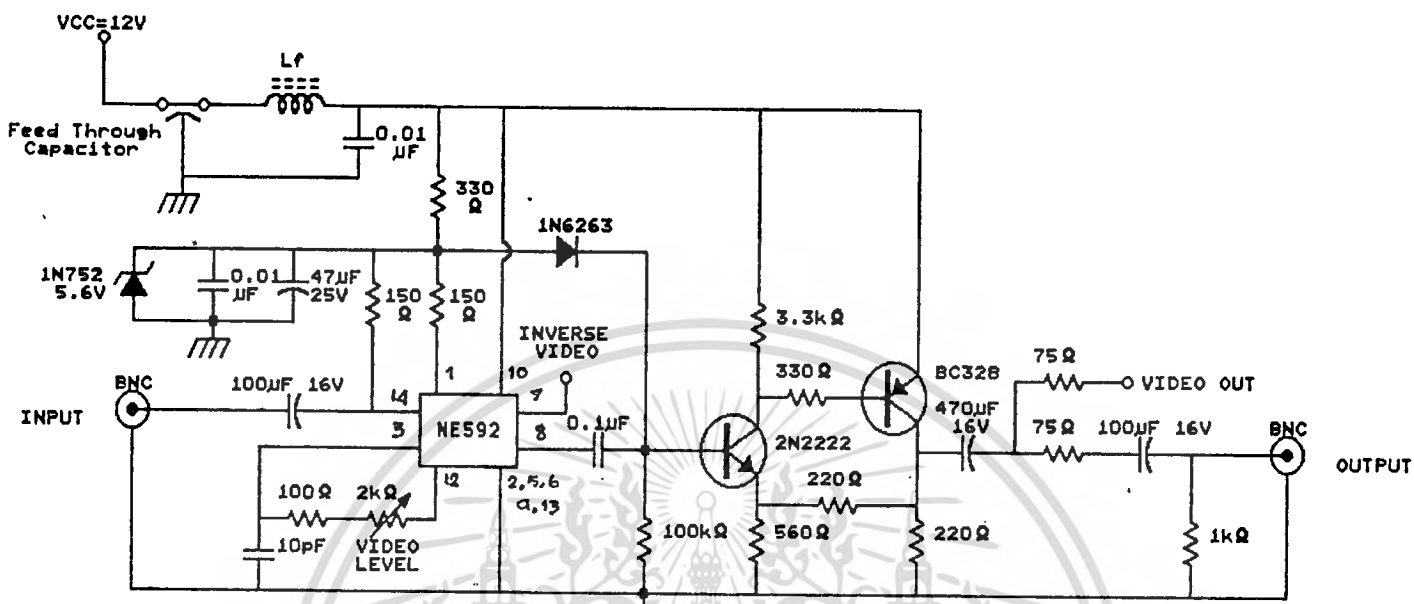 VCC=12V
Lf
Feed Through
Capacitor
0.01
µF
330
Ω
1N6263
1N752
5.6V
0.01
µF
47µF
25V
150
Ω
150
Ω
3.3kΩ
INVERSE
VIDEO
75Ω
VIDEO OUT
BNC
INPUT
100µF 16V
1
10
7
14
3
NE592
8
0.1µF
330Ω
BC328
470µF
16V
75Ω
100µF 16V
BNC
OUTPUT
2N2222
12
2,5,6
9,13
100Ω
2kΩ
220Ω
10pF
VIDEO
LEVEL
100kΩ
560Ω
220Ω
1kΩ